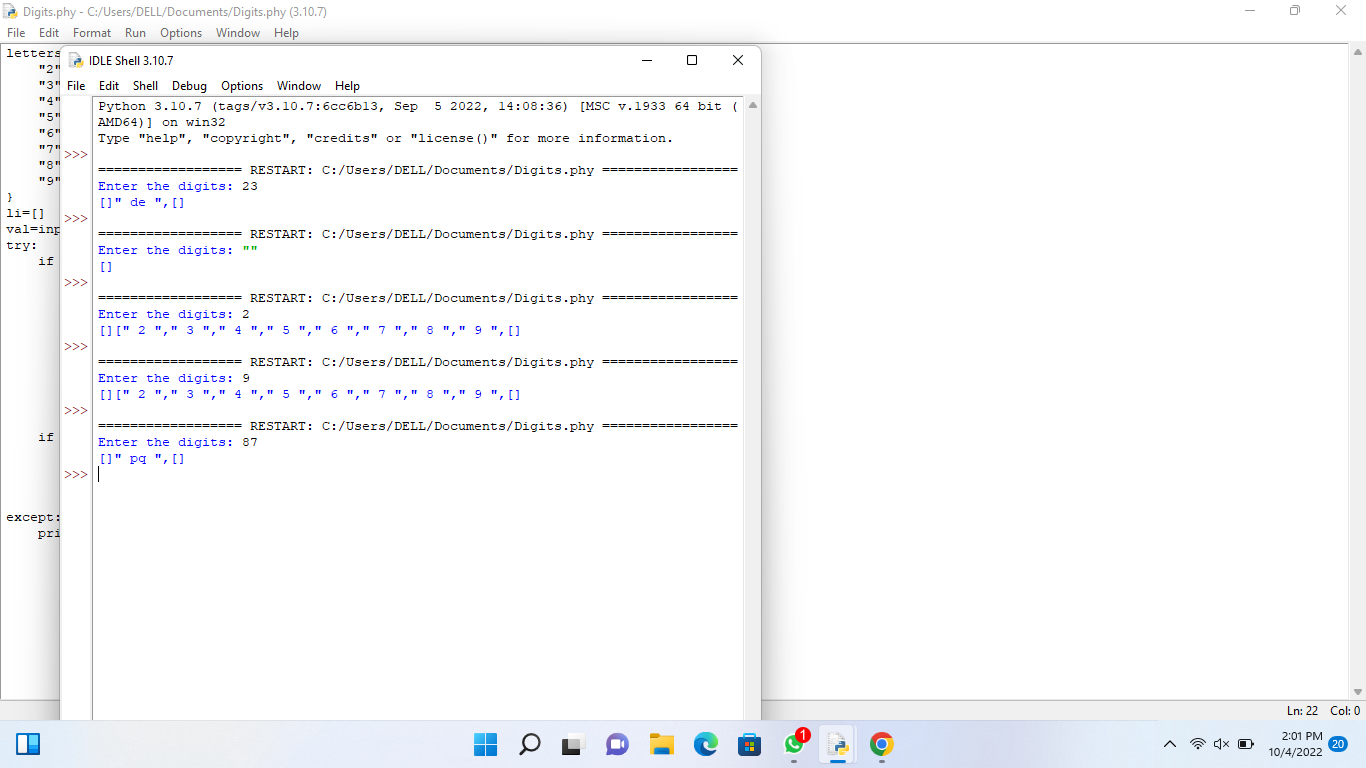 Digits.phy - C:/Users/DELL/Documents/Digits.phy (3.10.7)
File Edit Format Run Options Window Help
letters
"2"
"3"
"4"
"5"
"6"
"7"
"8"
"9"
}
li=[]
val=inp
try:
if
if
except:
pri
IDLE Shell 3.10.7
File Edit Shell Debug Options Window Help
Python 3.10.7 (tags/v3.10.7:6cc6b13, Sep  5 2022, 14:08:36) [MSC v.1933 64 bit (
AMD64)] on win32
Type "help", "copyright", "credits" or "license()" for more information.
>>>
================== RESTART: C:/Users/DELL/Documents/Digits.phy =================
Enter the digits: 23
[]" de ",[]
>>>
================== RESTART: C:/Users/DELL/Documents/Digits.phy =================
Enter the digits: ""
[]
>>>
================== RESTART: C:/Users/DELL/Documents/Digits.phy =================
Enter the digits: 2
[][" 2 "," 3 "," 4 "," 5 "," 6 "," 7 "," 8 "," 9 ",[]
>>>
================== RESTART: C:/Users/DELL/Documents/Digits.phy =================
Enter the digits: 9
[][" 2 "," 3 "," 4 "," 5 "," 6 "," 7 "," 8 "," 9 ",[]
>>>
================== RESTART: C:/Users/DELL/Documents/Digits.phy =================
Enter the digits: 87
[]" pq ",[]
>>>
Ln: 22 Col: 0
1
2:01 PM
10/4/2022
20